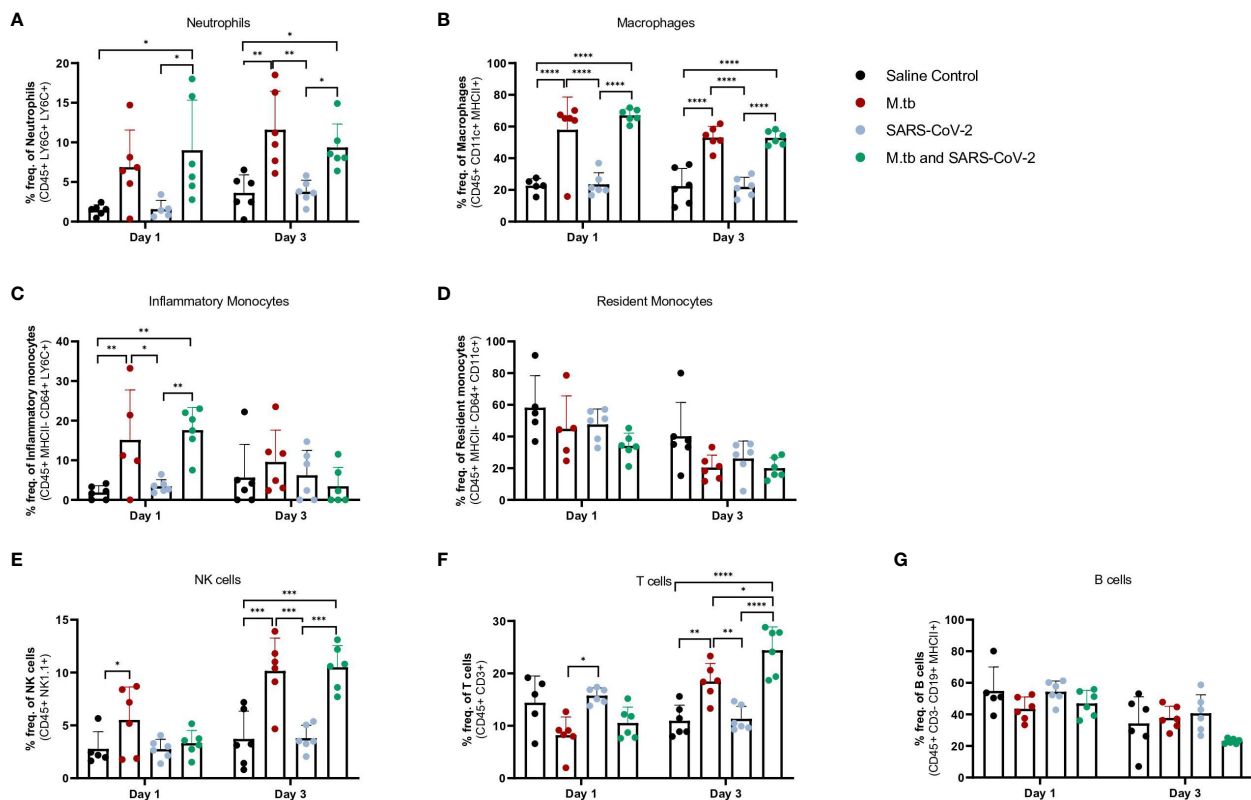 A
Neutrophils
% freq. of Neutrophils
(CD45+ LY6G+ LY6C+)
20
15
10
5
0
*
*
*
**
**
*
Day 1
Day 3
B
Macrophages
% freq. of Macrophages
(CD45+ CD11c+ MHCII+)
100
80
60
40
20
0
****
****
****
****
****
****
****
****
Day 1
Day 3
Saline Control
M.tb
SARS-CoV-2
M.tb and SARS-CoV-2
C
Inflammatory Monocytes
% freq. of Inflammatory monocytes
(CD45+ MHCII- CD64+ LY6C+)
40
30
20
10
0
**
**
*
**
Day 1
Day 3
D
Resident Monocytes
% freq. of Resident monocytes
(CD45+ MHCII- CD64+ CD11c+)
100
80
60
40
20
0
Day 1
Day 3
E
NK cells
% freq. of NK cells
(CD45+ NK1.1+)
15
10
5
0
*
***
***
***
***
Day 1
Day 3
F
T cells
% freq. of T cells
(CD45+ CD3+)
30
20
10
0
*
****
*
****
**
**
Day 1
Day 3
G
B cells
% freq. of B cells
(CD45+ CD3- CD19+ MHCII+)
100
80
60
40
20
0
Day 1
Day 3